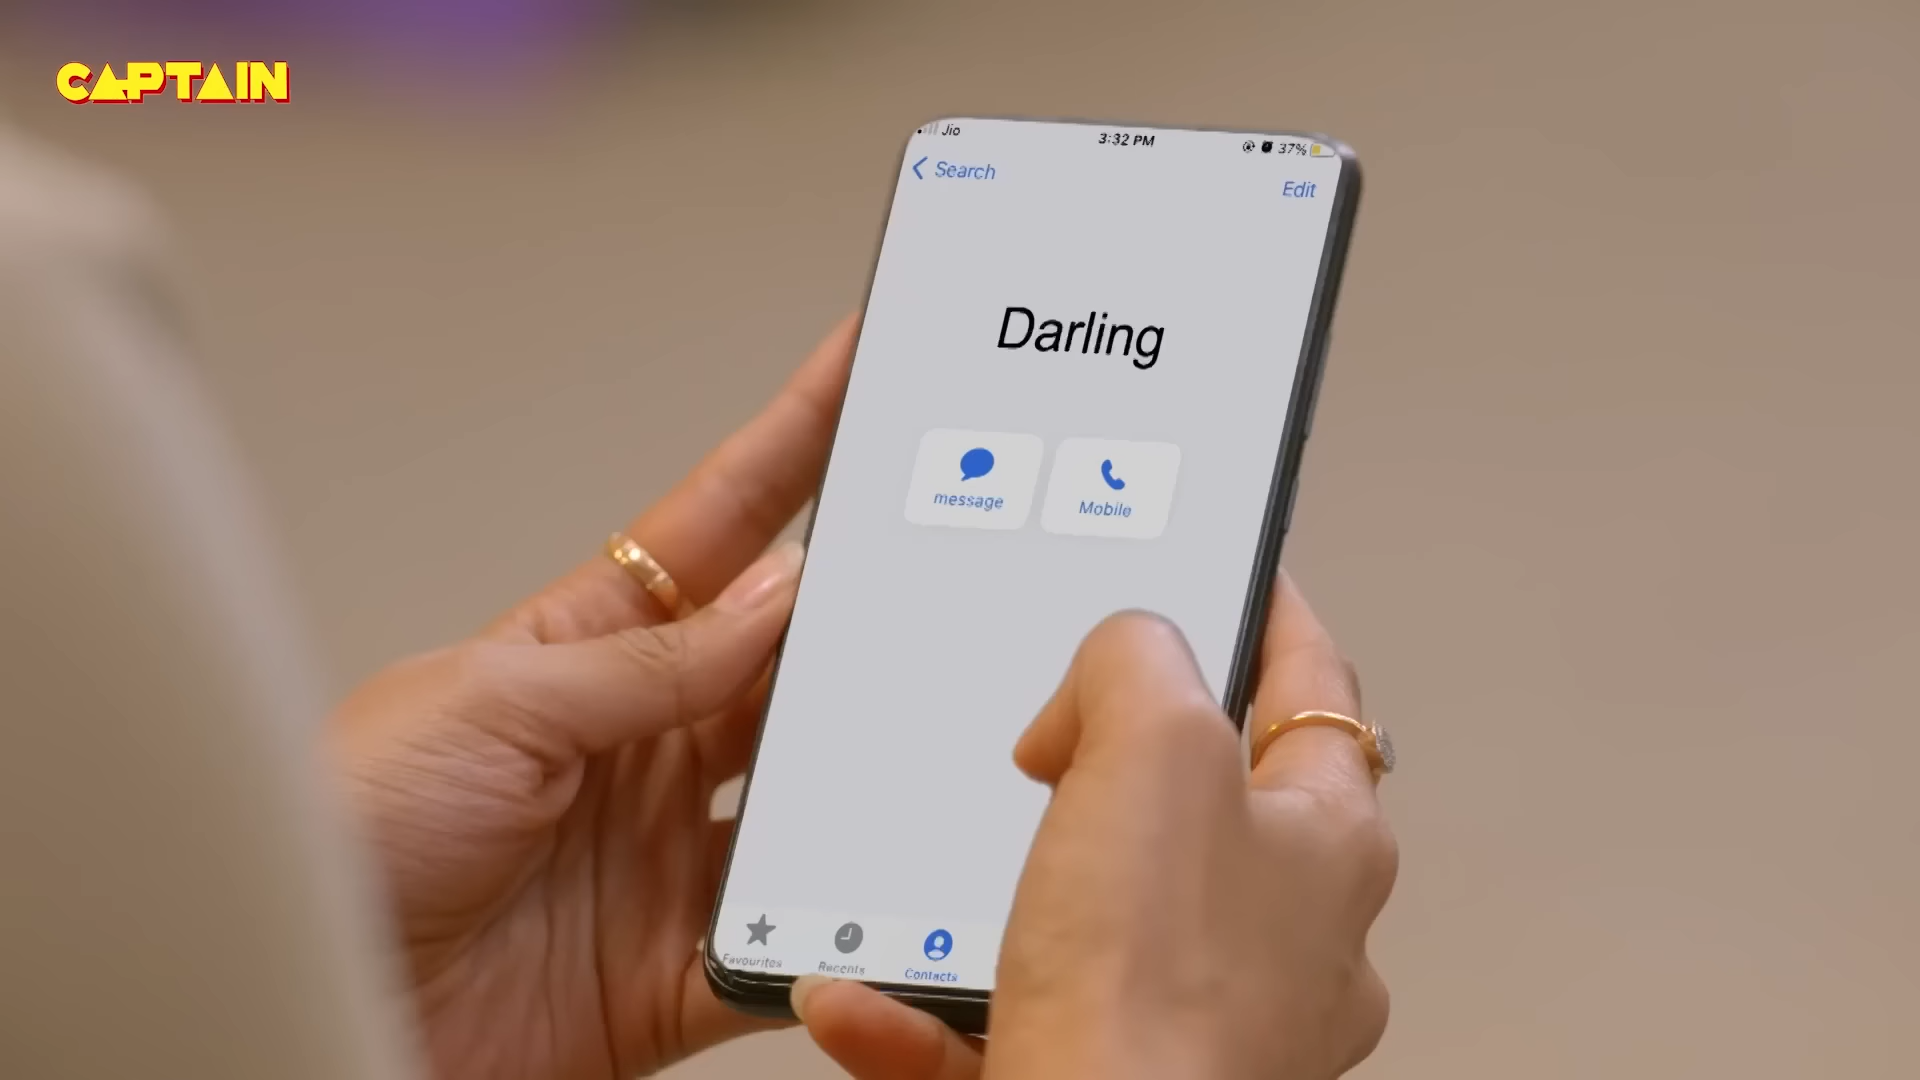 CAPTAIN
Jio
3:32 PM
37%
Search
Edit
Darling
message
Mobile
Favourites
Recents
Contacts